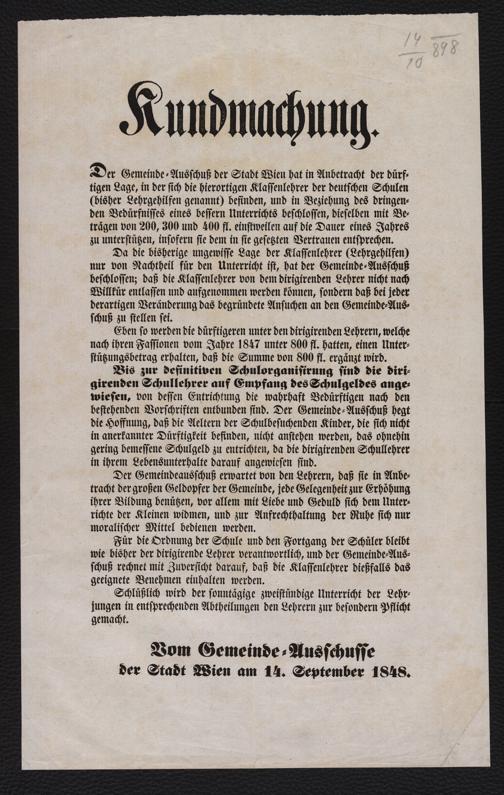 14
10
898
Kundmachung.
Der Gemeinde-Ausschuß der Stadt Wien hat in Anbetracht der dürf-
tigen Lage, in der sich die hierortigen Klassenlehrer der deutschen Schulen
(bisher Lehrgehilfen genannt) befinden, und in Beziehung des dringen-
den Bedürfnisses eines bessern Unterrichts beschlossen, dieselben mit Be-
trägen von 200, 300 und 400 fl. einstweilen auf die Dauer eines Jahres
zu unterstützen, insofern sie dem in sie gesetzten Vertrauen entsprechen.
Da die bisherige ungewisse Lage der Klassenlehrer (Lehrgehilfen)
nur von Nachtheil für den Unterricht ist, hat der Gemeinde-Ausschuß
beschlossen; daß die Klassenlehrer von dem dirigirenden Lehrer nicht nach
Willkür entlassen und aufgenommen werden können, sondern daß bei jeder
derartigen Veränderung das begründete Ansuchen an den Gemeinde-Aus-
schuß zu stellen sei.
Eben so werden die dürftigeren unter den dirigirenden Lehrern, welche
nach ihren Fassionen vom Jahre 1847 unter 800 fl. hatten, einen Unter-
stützungsbetrag erhalten, daß die Summe von 800 fl. ergänzt wird.
Bis zur definitiven Schulorganisirung sind die diri-
girenden Schullehrer auf Empfang des Schulgeldes ange-
wiesen, von dessen Entrichtung die wahrhaft Bedürftigen nach den
bestehenden Vorschriften entbunden sind. Der Gemeinde-Ausschuß hegt
die Hoffnung, daß die Aeltern der Schulbesuchenden Kinder, die sich nicht
in anerkannter Dürftigkeit befinden, nicht anstehen werden, das ohnehin
gering bemessene Schulgeld zu entrichten, da die dirigirenden Schullehrer
in ihrem Lebensunterhalte darauf angewiesen sind.
Der Gemeindeausschuß erwartet von den Lehrern, daß sie in Anbe-
tracht der großen Geldopfer der Gemeinde, jede Gelegenheit zur Erhöhung
ihrer Bildung benützen, vor allem mit Liebe und Geduld sich dem Unter-
richte der Kleinen widmen, und zur Aufrechthaltung der Ruhe sich nur
moralischer Mittel bedienen werden.
Für die Ordnung der Schule und den Fortgang der Schüler bleibt
wie bisher der dirigirende Lehrer verantwortlich, und der Gemeinde-Aus-
schuß rechnet mit Zuversicht darauf, daß die Klassenlehrer dießfalls das
geeignete Benehmen einhalten werden.
Schlüßlich wird der sonntägige zweistündige Unterricht der Lehr-
jungen in entsprechenden Abtheilungen den Lehrern zur besondern Pflicht
gemacht.
Vom Gemeinde-Ausschusse
der Stadt Wien am 14. September 1848.